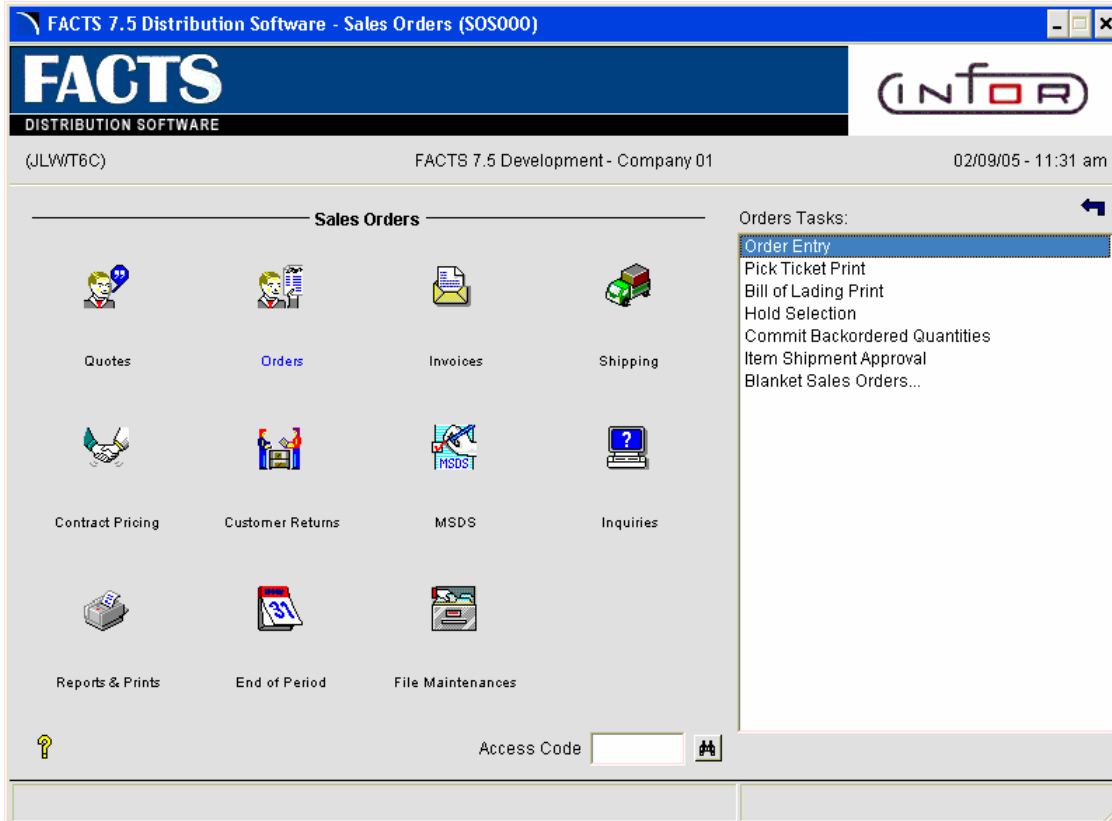 FACTS 7.5 Distribution Software - Sales Orders (SOS000)
FACTS
DISTRIBUTION SOFTWARE
infor
(JLW/T6C)
FACTS 7.5 Development - Company 01
02/09/05 - 11:31 am
Sales Orders
Quotes
Orders
Invoices
Shipping
MSDS
?
Contract Pricing
Customer Returns
MSDS
Inquiries
31
Reports & Prints
End of Period
File Maintenances
?
Access Code
Orders Tasks:
Order Entry
Pick Ticket Print
Bill of Lading Print
Hold Selection
Commit Backordered Quantities
Item Shipment Approval
Blanket Sales Orders...